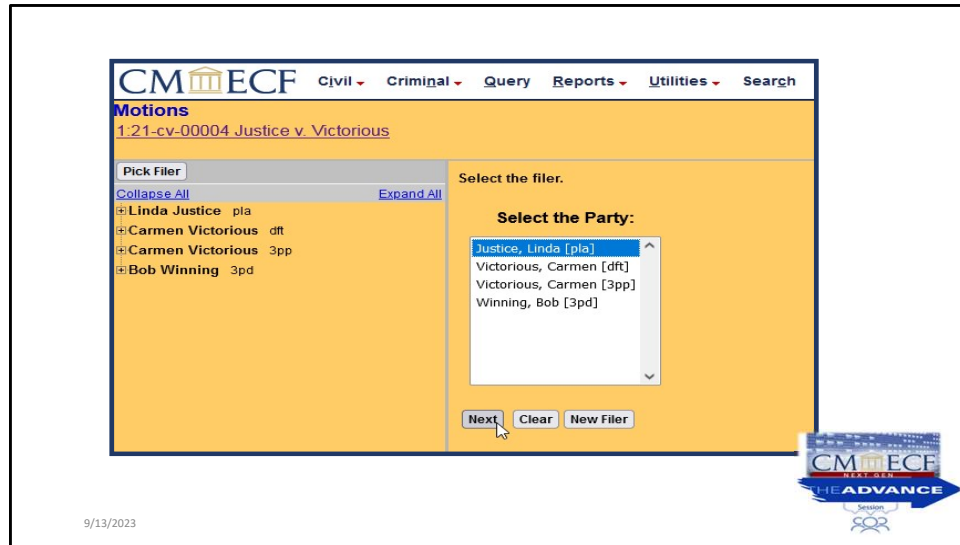 CM ECF Civil Criminal Query Reports Utilities Search
Motions
1:21-cv-00004 Justice v. Victorious
Pick Filer
Collapse All Expand All
Linda Justice pla
Carmen Victorious dft
Carmen Victorious 3pp
Bob Winning 3pd
Select the filer.
Select the Party:
Justice, Linda [pla]
Victorious, Carmen [dft]
Victorious, Carmen [3pp]
Winning, Bob [3pd]
Next Clear New Filer
CM ECF
NEXT GEN
THE ADVANCE
Session
9/13/2023